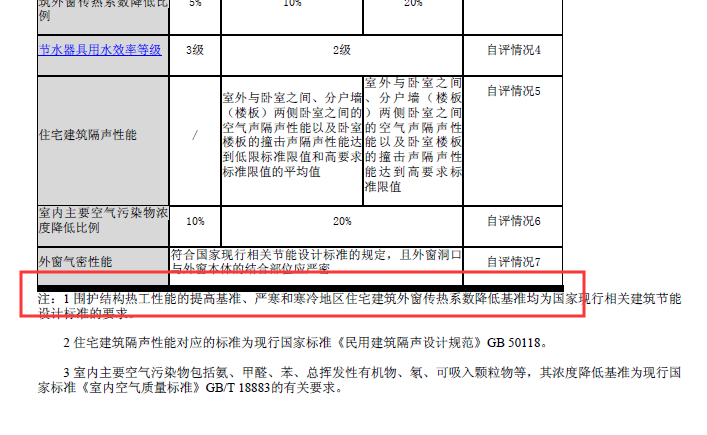 筑外窗传热系数降低比
例
5%
10%
20%
节水器具用水效率等级
3级
2级
自评情况4
住宅建筑隔声性能
/
室外与卧室之间、分户墙
（楼板）两侧卧室之间的
空气声隔声性能以及卧室
楼板的撞击声隔声性能达
到低限标准限值和高要求
标准限值的平均值
室外与卧室之间
、分户墙（楼板
）两侧卧室之间
的空气声隔声性
能以及卧室楼板
的撞击声隔声性
能达到高要求标
准限值
自评情况5
室内主要空气污染物浓
度降低比例
10%
20%
自评情况6
外窗气密性能
符合国家现行相关节能设计标准的规定，且外窗洞口
与外窗本体的结合部位应严密
自评情况7
注：1 围护结构热工性能的提高基准、严寒和寒冷地区住宅建筑外窗传热系数降低基准均为国家现行相关建筑节能
设计标准的要求。
2 住宅建筑隔声性能对应的标准为现行国家标准《民用建筑隔声设计规范》GB 50118。
3 室内主要空气污染物包括氨、甲醛、苯、总挥发性有机物、氡、可吸入颗粒物等，其浓度降低基准为现行国
家标准《室内空气质量标准》GB/T 18883的有关要求。